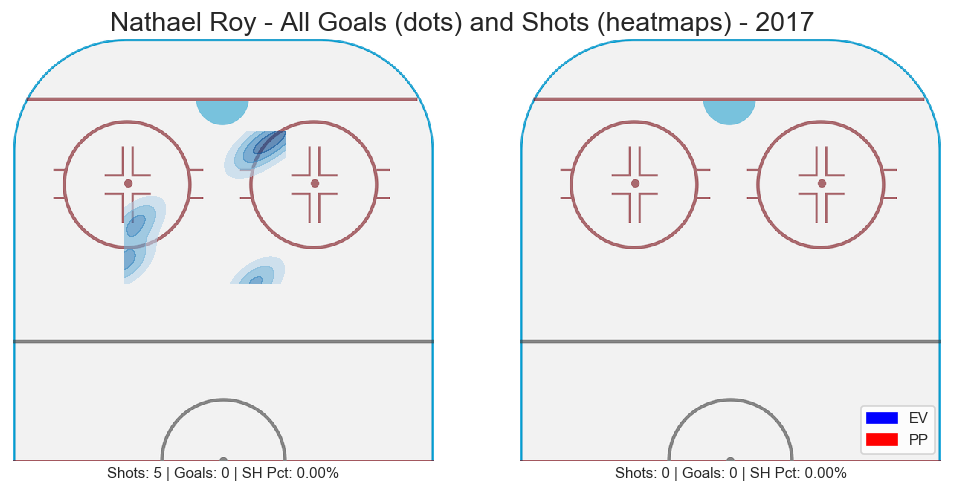 Nathael Roy - All Goals (dots) and Shots (heatmaps) - 2017
EV
PP
Shots: 5 | Goals: 0 | SH Pct: 0.00%
Shots: 0 | Goals: 0 | SH Pct: 0.00%